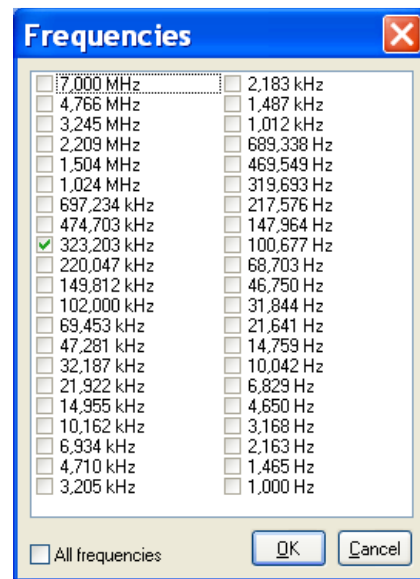 Frequencies
7,000 MHz
4,766 MHz
3,245 MHz
2,209 MHz
1,504 MHz
1,024 MHz
697,234 kHz
474,703 kHz
323,203 kHz
220,047 kHz
149,812 kHz
102,000 kHz
69,453 kHz
47,281 kHz
32,187 kHz
21,922 kHz
14,955 kHz
10,162 kHz
6,934 kHz
4,710 kHz
3,205 kHz
2,183 kHz
1,487 kHz
1,012 kHz
689,338 Hz
469,549 Hz
319,693 Hz
217,576 Hz
147,964 Hz
100,677 Hz
68,703 Hz
46,750 Hz
31,844 Hz
21,641 Hz
14,759 Hz
10,042 Hz
6,829 Hz
4,650 Hz
3,168 Hz
2,163 Hz
1,465 Hz
1,000 Hz
All frequencies
OK
Cancel